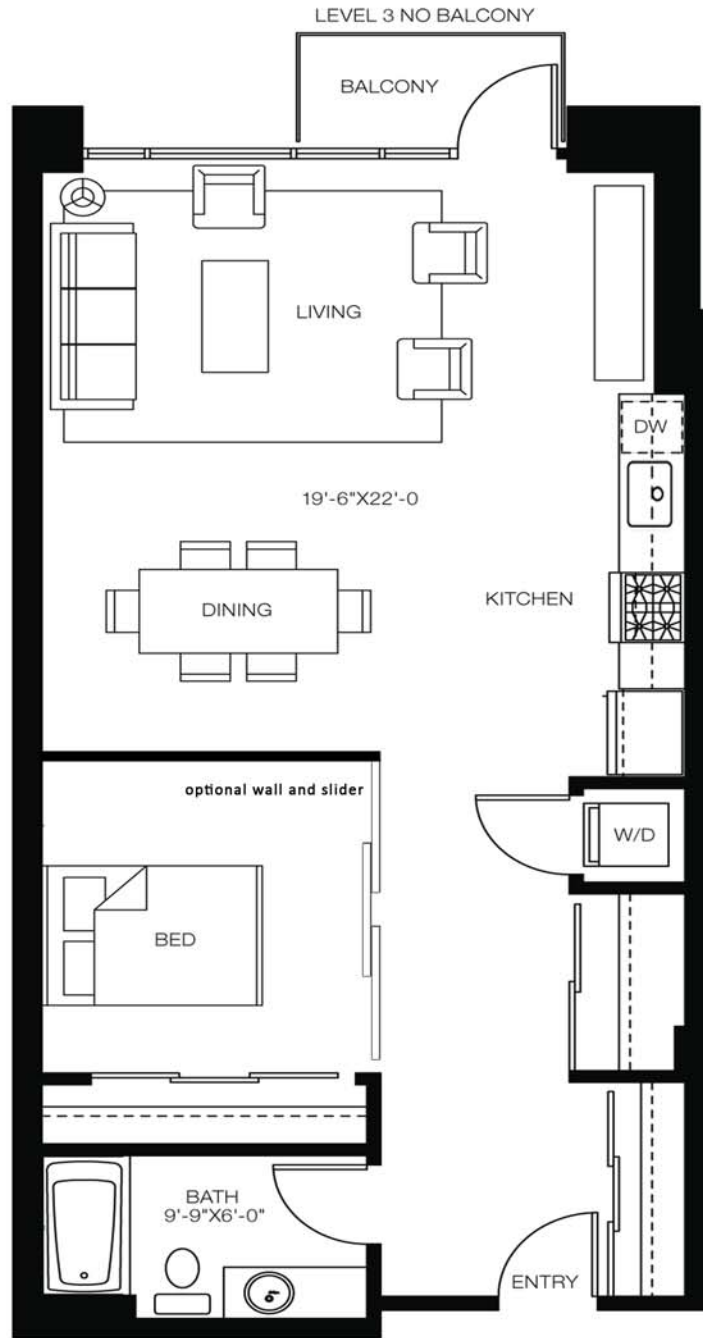 LEVEL 3 NO BALCONY
BALCONY
LIVING
DW
19'-6"X22'-0
KITCHEN
DINING
optional wall and slider
W/D
BED
BATH
9'-9"X6'-0"
ENTRY